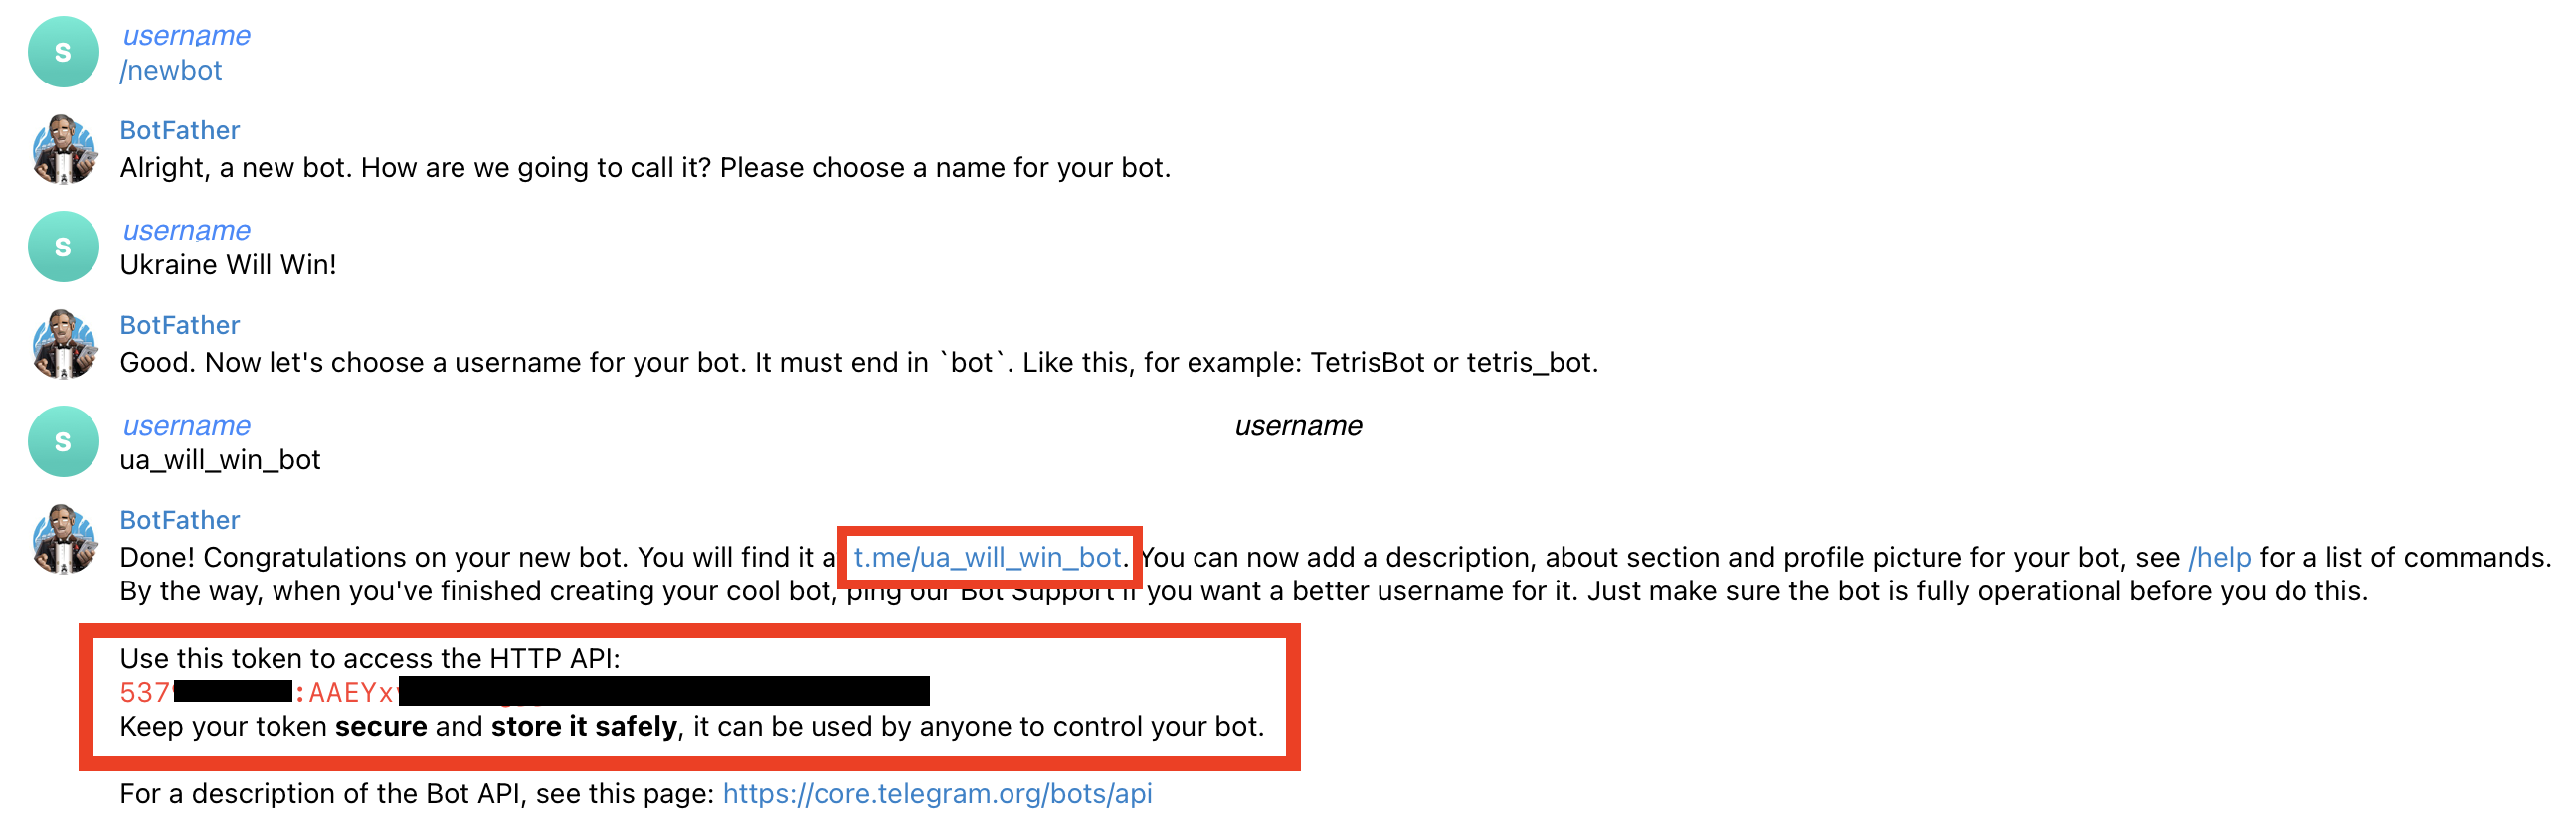 S
username
/newbot
BotFather
Alright, a new bot. How are we going to call it? Please choose a name for your bot.
S
username
Ukraine Will Win!
BotFather
Good. Now let's choose a username for your bot. It must end in `bot`. Like this, for example: TetrisBot or tetris_bot.
S
username
username
ua_will_win_bot
BotFather
Done! Congratulations on your new bot. You will find it a t.me/ua_will_win_bot. You can now add a description, about section and profile picture for your bot, see /help for a list of commands.
By the way, when you've finished creating your cool bot, ping our Bot Support if you want a better username for it. Just make sure the bot is fully operational before you do this.
Use this token to access the HTTP API:
537 :AAEYx
Keep your token secure and store it safely, it can be used by anyone to control your bot.
For a description of the Bot API, see this page: https://core.telegram.org/bots/api